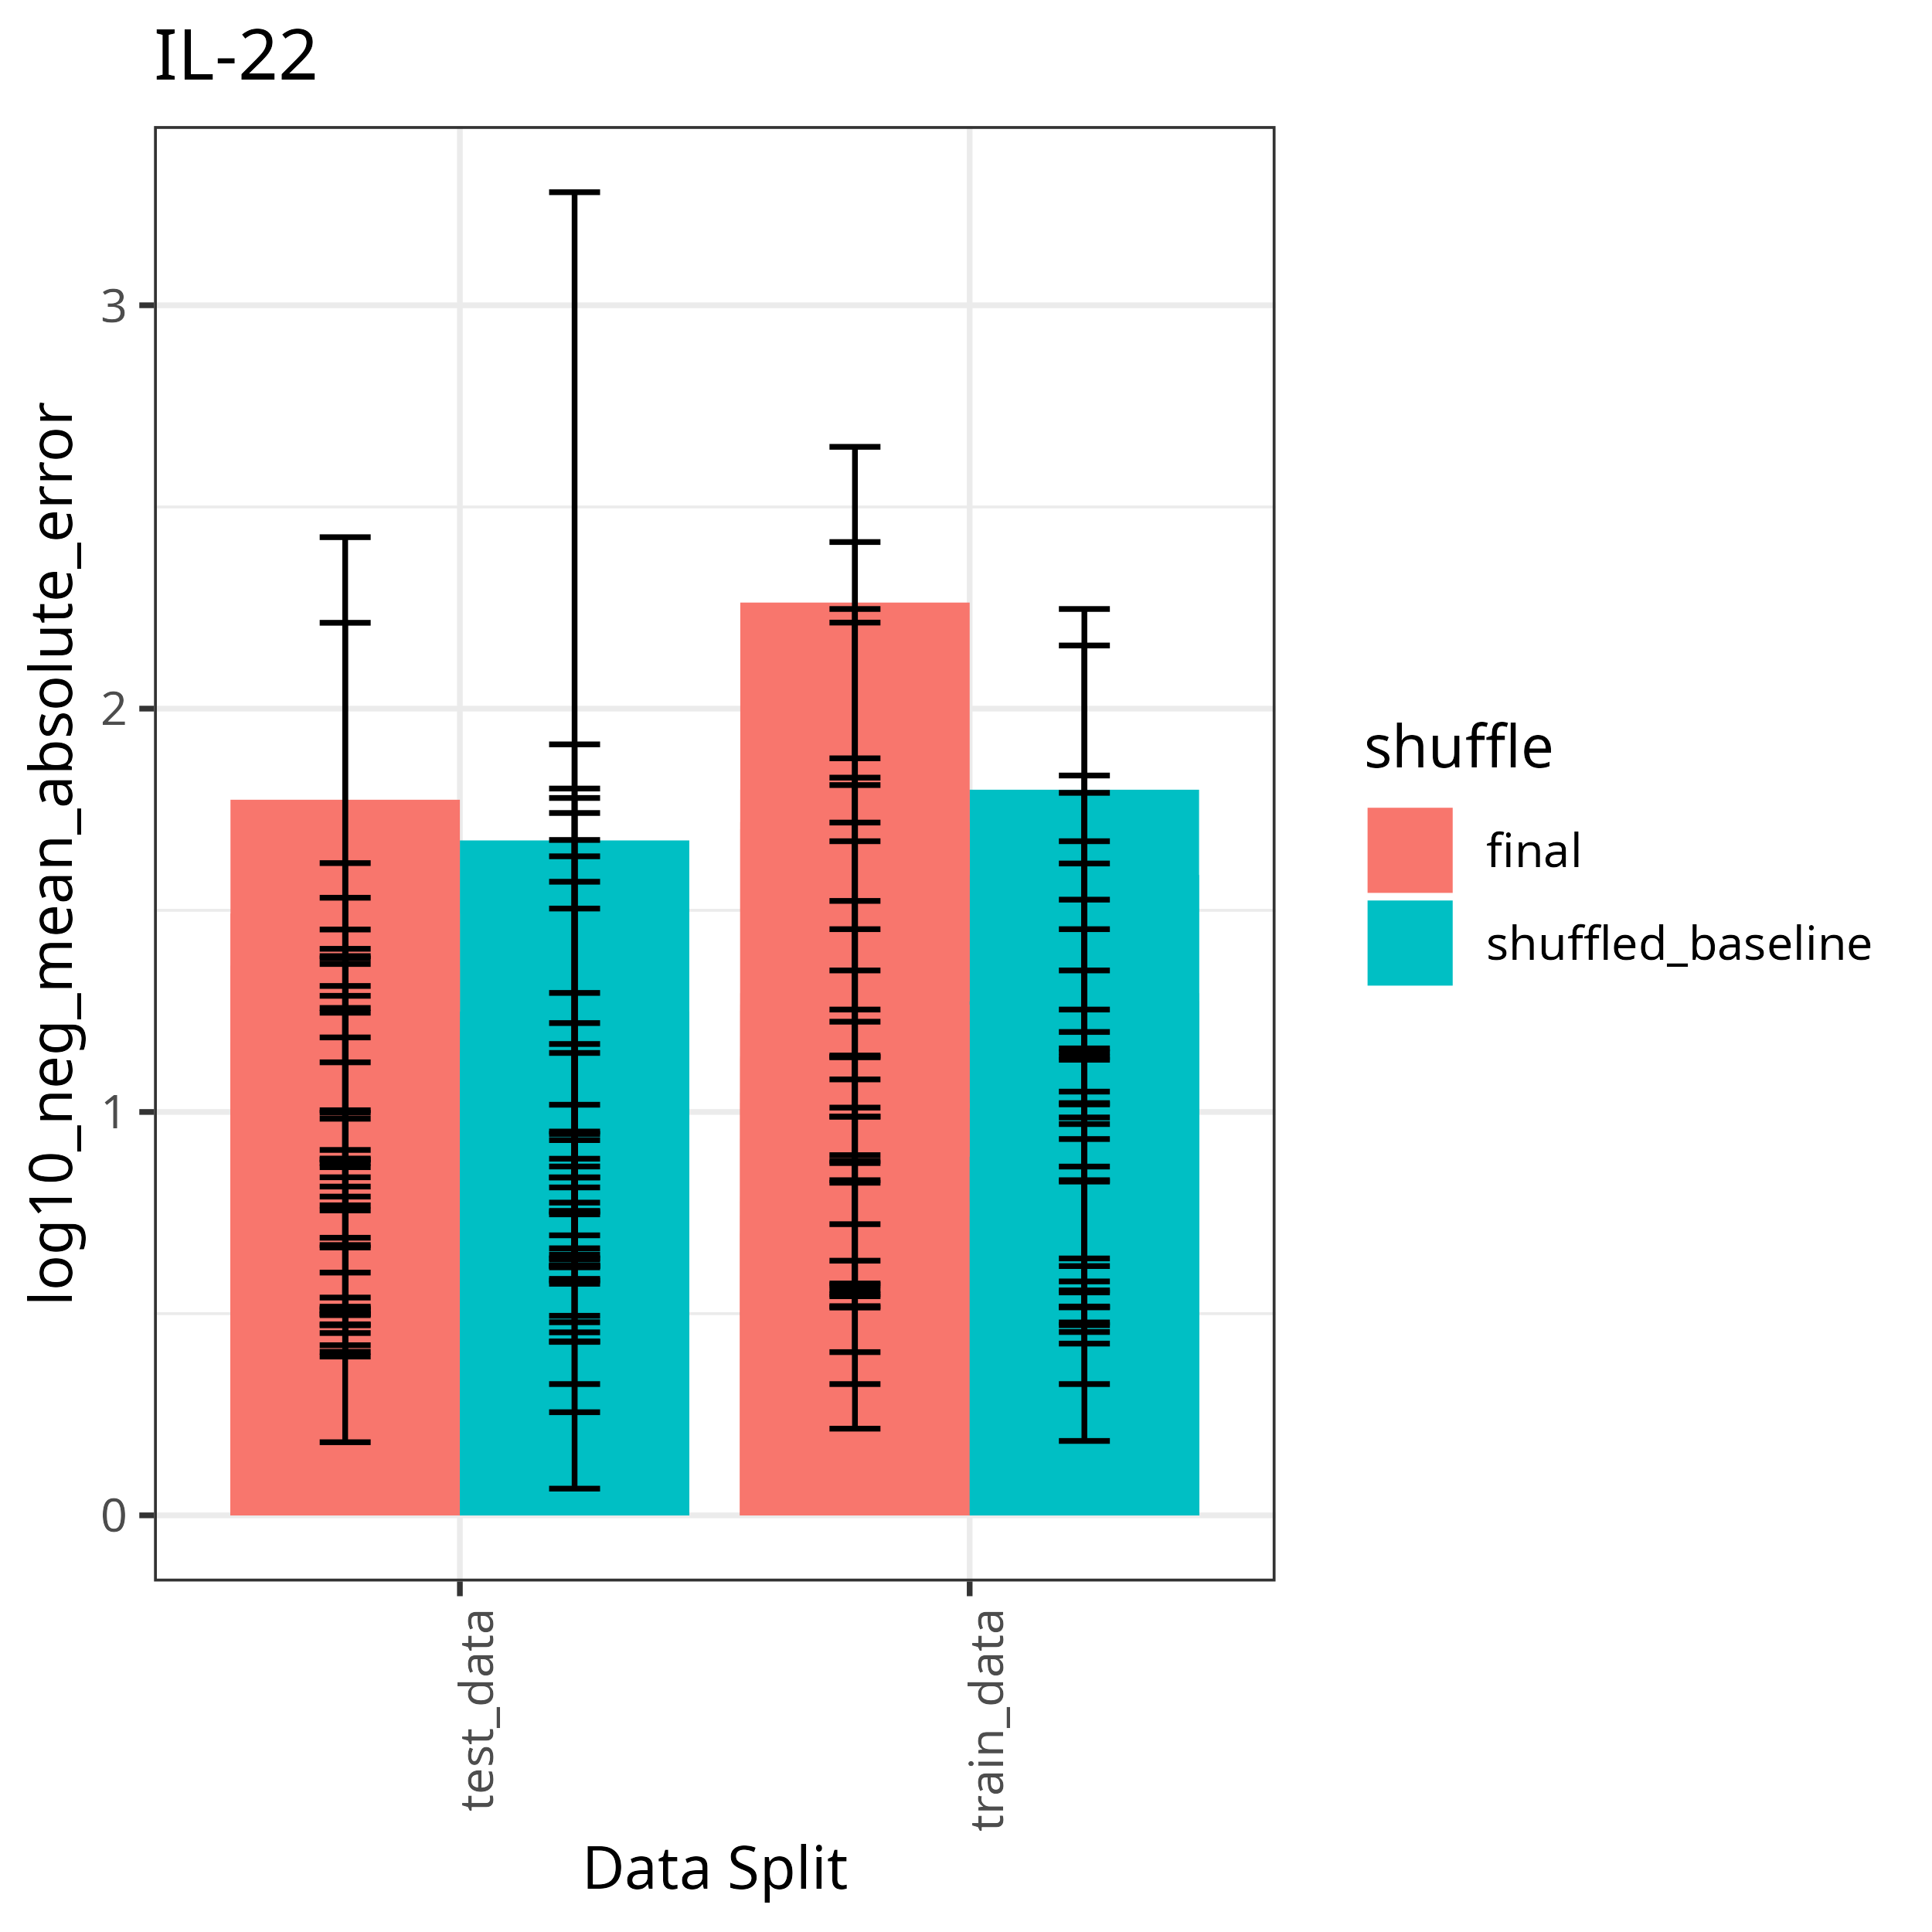 IL-22
log10_neg_mean_absolute_error
3
2
1
0
test_data
train_data
Data Split
shuffle
final
shuffled_baseline